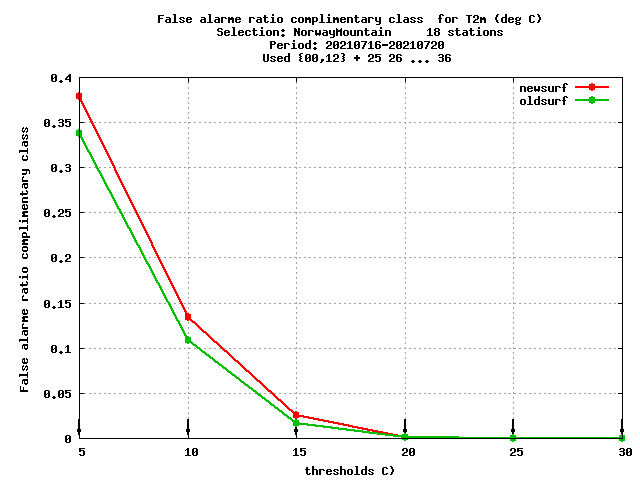 False alarme ratio complimentary class  for T2m (deg C)
Selection: NorwayMountain     18 stations
Period: 20210716-20210720
Used {00,12} + 25 26 ... 36
newsurf
oldsurf
False alarme ratio complimentary class
0.4
0.35
0.3
0.25
0.2
0.15
0.1
0.05
0
5 10 15 20 25 30
thresholds C)